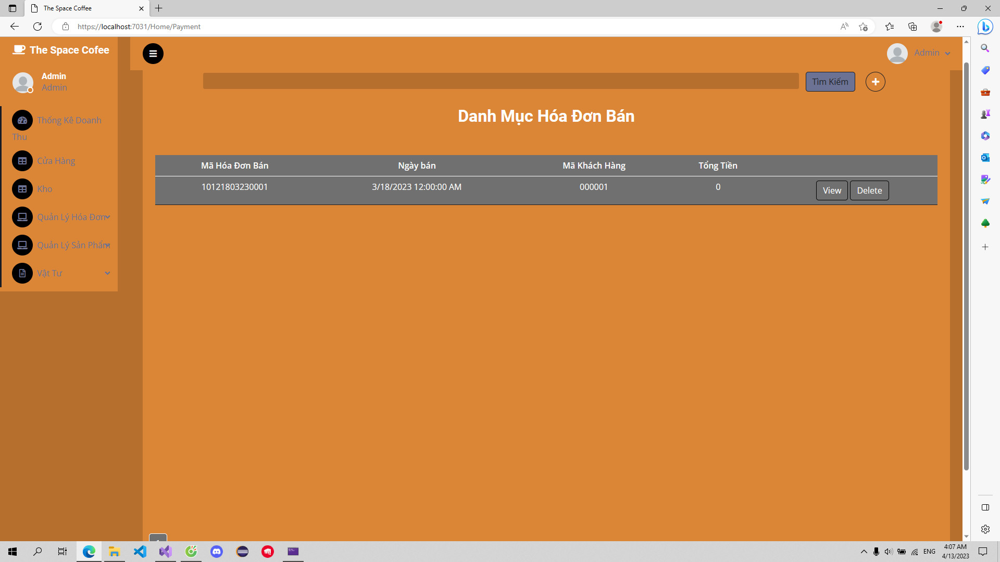 The Space Coffee
https://localhost:7031/Home/Payment
The Space Cofee
Admin
Admin
Admin
Thống Kê Doanh
Thu
Cửa Hàng
Kho
Quản Lý Hóa Đơn
Quản Lý Sản Phẩm
Vật Tư
Tìm Kiếm
Danh Mục Hóa Đơn Bán
Mã Hóa Đơn Bán Ngày bán Mã Khách Hàng Tổng Tiền
10121803230001 3/18/2023 12:00:00 AM 000001 0 View Delete
ENG
4:07 AM
4/13/2023